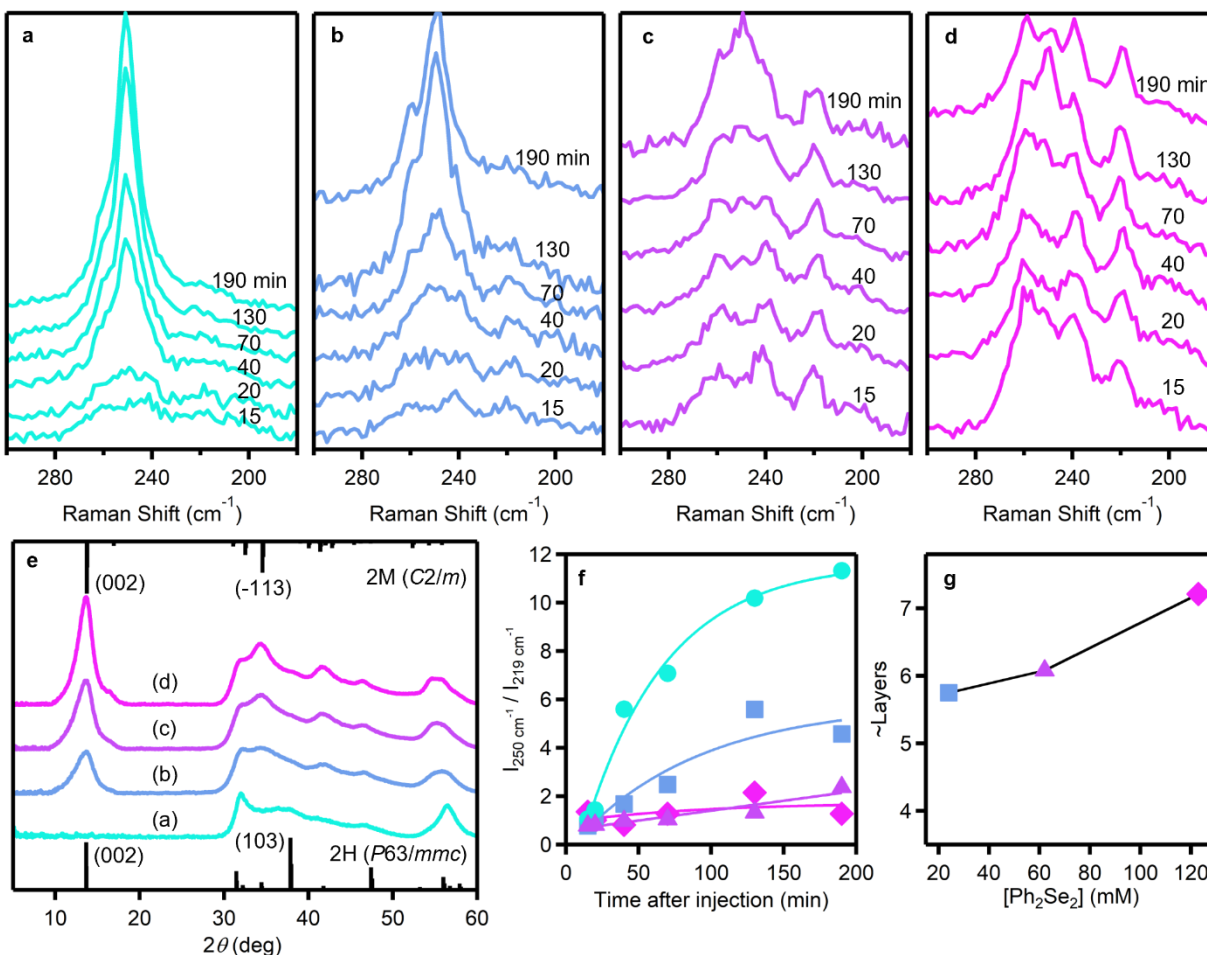 a
190 min
130
70
40
20
15
280 240 200
Raman Shift (cm⁻¹)
b
190 min
130
70
40
20
15
280 240 200
Raman Shift (cm⁻¹)
c
190 min
130
70
40
20
15
280 240 200
Raman Shift (cm⁻¹)
d
190 min
130
70
40
20
15
280 240 200
Raman Shift (cm⁻¹)
e
(002)
(-113)
2M (C2/m)
(d)
(c)
(b)
(a)
(002)
(103)
2H (P63/mmc)
10 20 30 40 50 60
2θ (deg)
f
12
10
8
6
4
2
0
I₂₅₀ cm⁻¹ / I₂₁₉ cm⁻¹
0 50 100 150 200
Time after injection (min)
g
7
6
5
4
~Layers
20 40 60 80 100 120
[Ph₂Se₂] (mM)